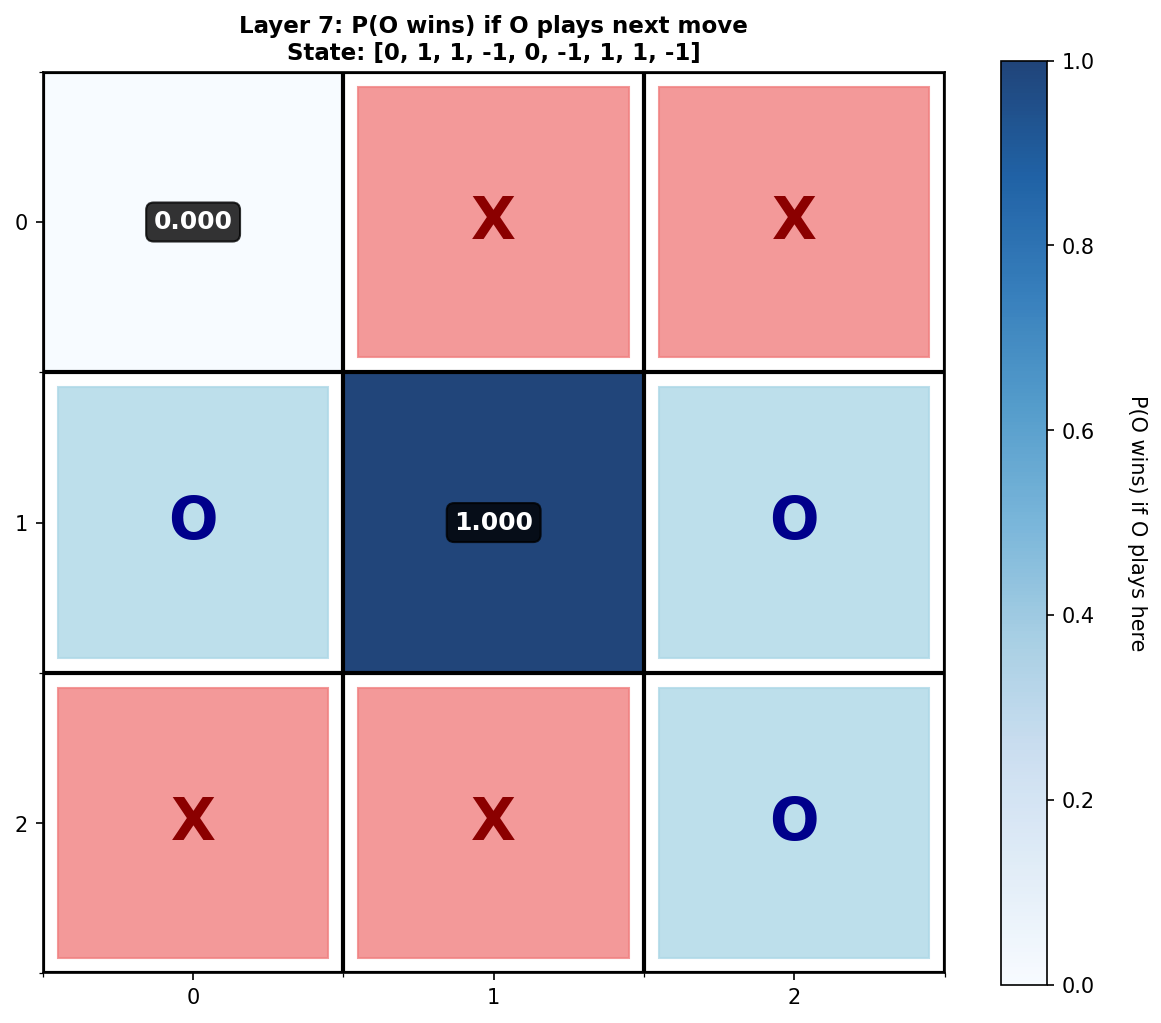 Layer 7: P(O wins) if O plays next move
State: [0, 1, 1, -1, 0, -1, 1, 1, -1]
0
0.000
X
X
1
O
1.000
O
2
X
X
O
0
1
2
1.0
0.8
0.6
0.4
0.2
0.0
P(O wins) if O plays here